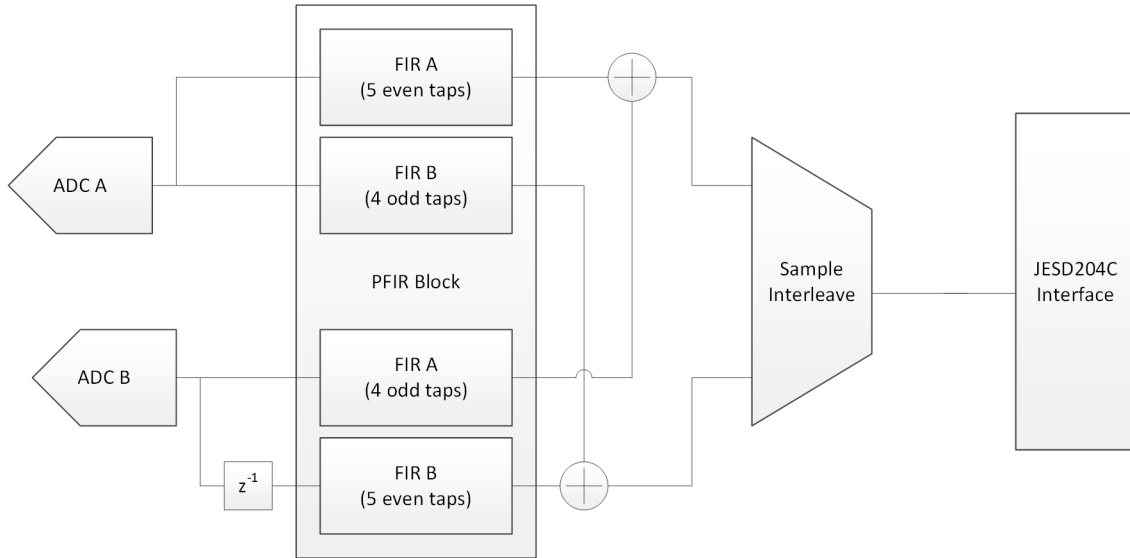 FIR A
(5 even taps)
ADC A
FIR B
(4 odd taps)
PFIR Block
Sample
Interleave
JESD204C
Interface
ADC B
FIR A
(4 odd taps)
z⁻¹
FIR B
(5 even taps)